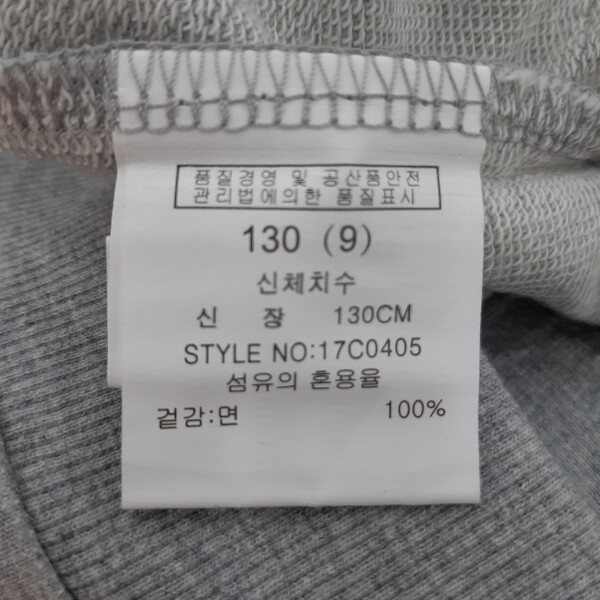 품질경영 및 공산품안전
관리법에의한 품질표시
130 (9)
신체치수
신 장 130CM
STYLE NO:17C0405
섬유의 혼용율
겉감:면 100%